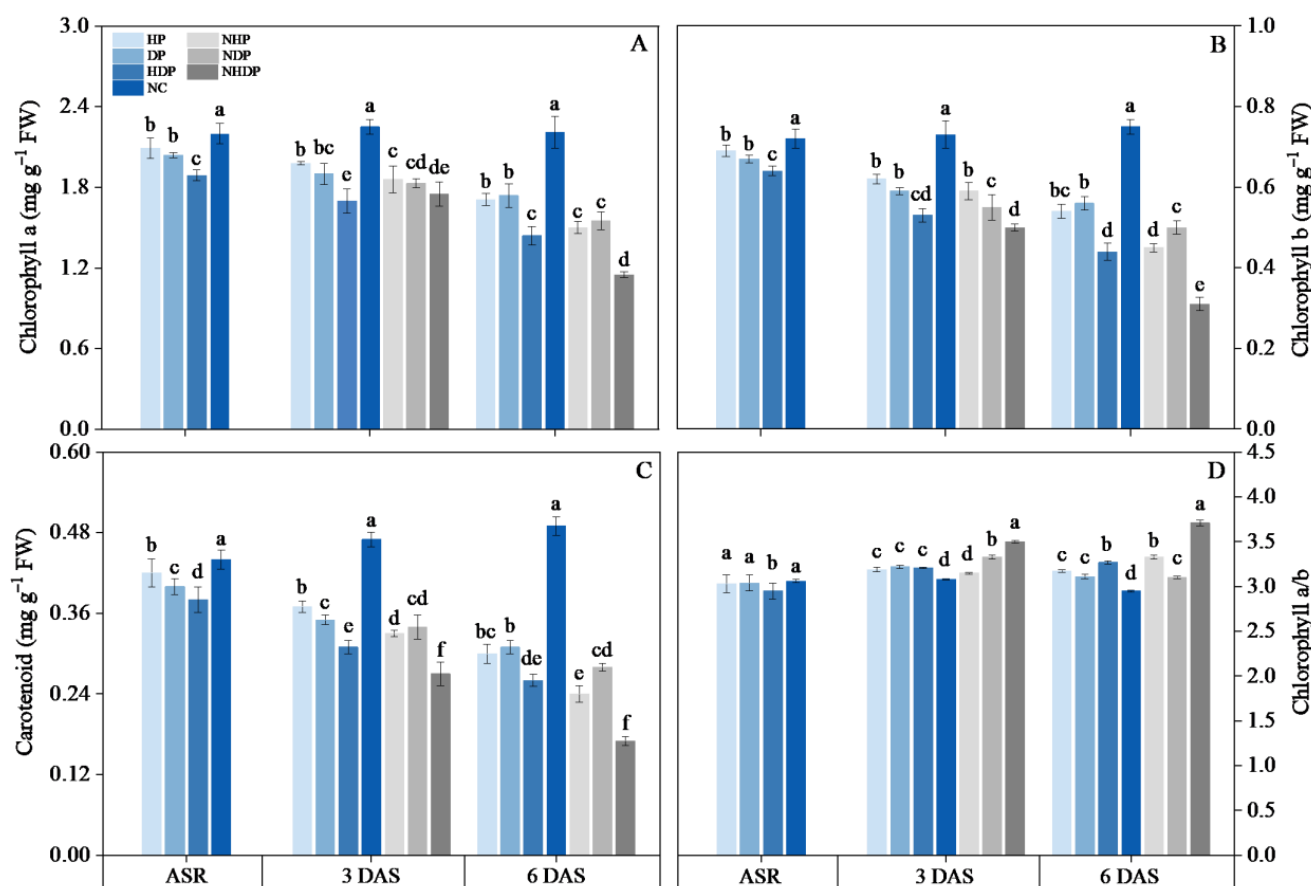 3.0
2.4
1.8
1.2
0.6
0.0
Chlorophyll a (mg g⁻¹ FW)
HP
DP
HDP
NC
NHP
NDP
NHDP
A
b b c a
b bc e a c cd de
b b c a c c d
B
b b c a
b b cd a b c d
bc b d a d c e
1.0
0.8
0.6
0.4
0.2
0.0
Chlorophyll b (mg g⁻¹ FW)
0.60
0.48
0.36
0.24
0.12
0.00
Carotenoid (mg g⁻¹ FW)
C
b c d a
b c e a d cd f
bc b de a e cd f
ASR 3 DAS 6 DAS
D
a a b a
c c c d d b a
c c b d b c a
ASR 3 DAS 6 DAS
4.5
4.0
3.5
3.0
2.5
2.0
1.5
1.0
0.5
0.0
Chlorophyll a/b